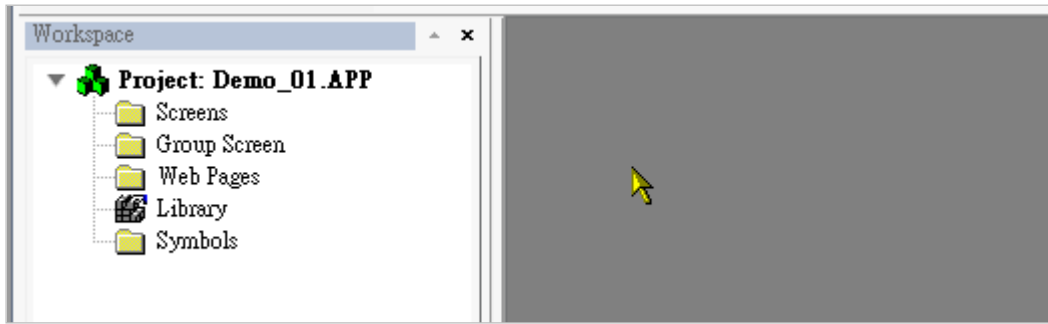 Workspace
Project: Demo_01.APP
Screens
Group Screen
Web Pages
Library
Symbols